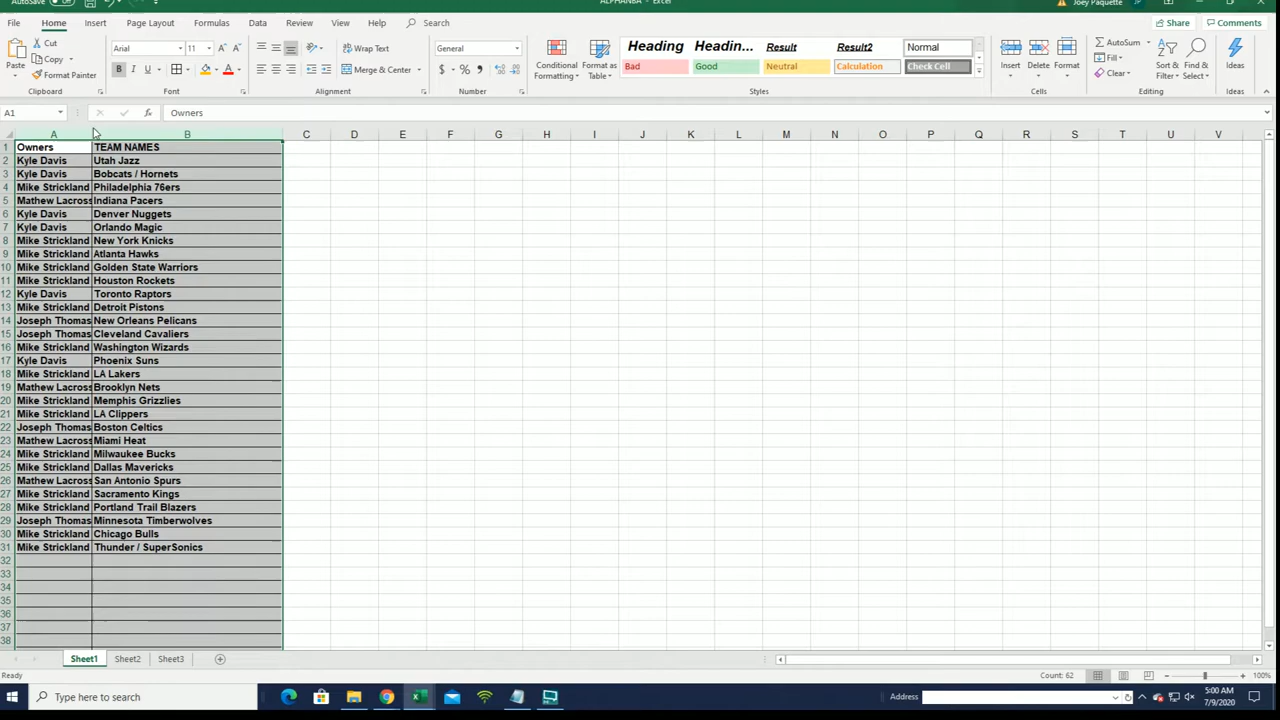 AutoSave Off
ALPHANBA - Excel
Joey Paquette
JP
File Home Insert Page Layout Formulas Data Review View Help Search Share Comments
Paste Cut Arial 11 Wrap Text General Conditional Formatting Format as Table Heading Headin... Result Result2 Normal Insert Delete Format AutoSum Sort & Filter Find & Select Ideas
Copy Merge & Center Bad Good Neutral Calculation Check Cell Fill
Format Painter B I U Clear
Clipboard Font Alignment Number Styles Cells Editing Ideas
A1 fx Owners
A B C D E F G H I J K L M N O P Q R S T U V
1 Owners TEAM NAMES
2 Kyle Davis Utah Jazz
3 Kyle Davis Bobcats / Hornets
4 Mike Strickland Philadelphia 76ers
5 Mathew Lacross Indiana Pacers
6 Kyle Davis Denver Nuggets
7 Kyle Davis Orlando Magic
8 Mike Strickland New York Knicks
9 Mike Strickland Atlanta Hawks
10 Mike Strickland Golden State Warriors
11 Mike Strickland Houston Rockets
12 Kyle Davis Toronto Raptors
13 Mike Strickland Detroit Pistons
14 Joseph Thomas New Orleans Pelicans
15 Joseph Thomas Cleveland Cavaliers
16 Mike Strickland Washington Wizards
17 Kyle Davis Phoenix Suns
18 Mike Strickland LA Lakers
19 Mathew Lacross Brooklyn Nets
20 Mike Strickland Memphis Grizzlies
21 Mike Strickland LA Clippers
22 Joseph Thomas Boston Celtics
23 Mathew Lacross Miami Heat
24 Mike Strickland Milwaukee Bucks
25 Mike Strickland Dallas Mavericks
26 Mathew Lacross San Antonio Spurs
27 Mike Strickland Sacramento Kings
28 Mike Strickland Portland Trail Blazers
29 Joseph Thomas Minnesota Timberwolves
30 Mike Strickland Chicago Bulls
31 Mike Strickland Thunder / SuperSonics
32
33
34
35
36
37
38
Sheet1 Sheet2 Sheet3
Ready Count: 62 100%
Type here to search Address 5:00 AM
7/9/2020